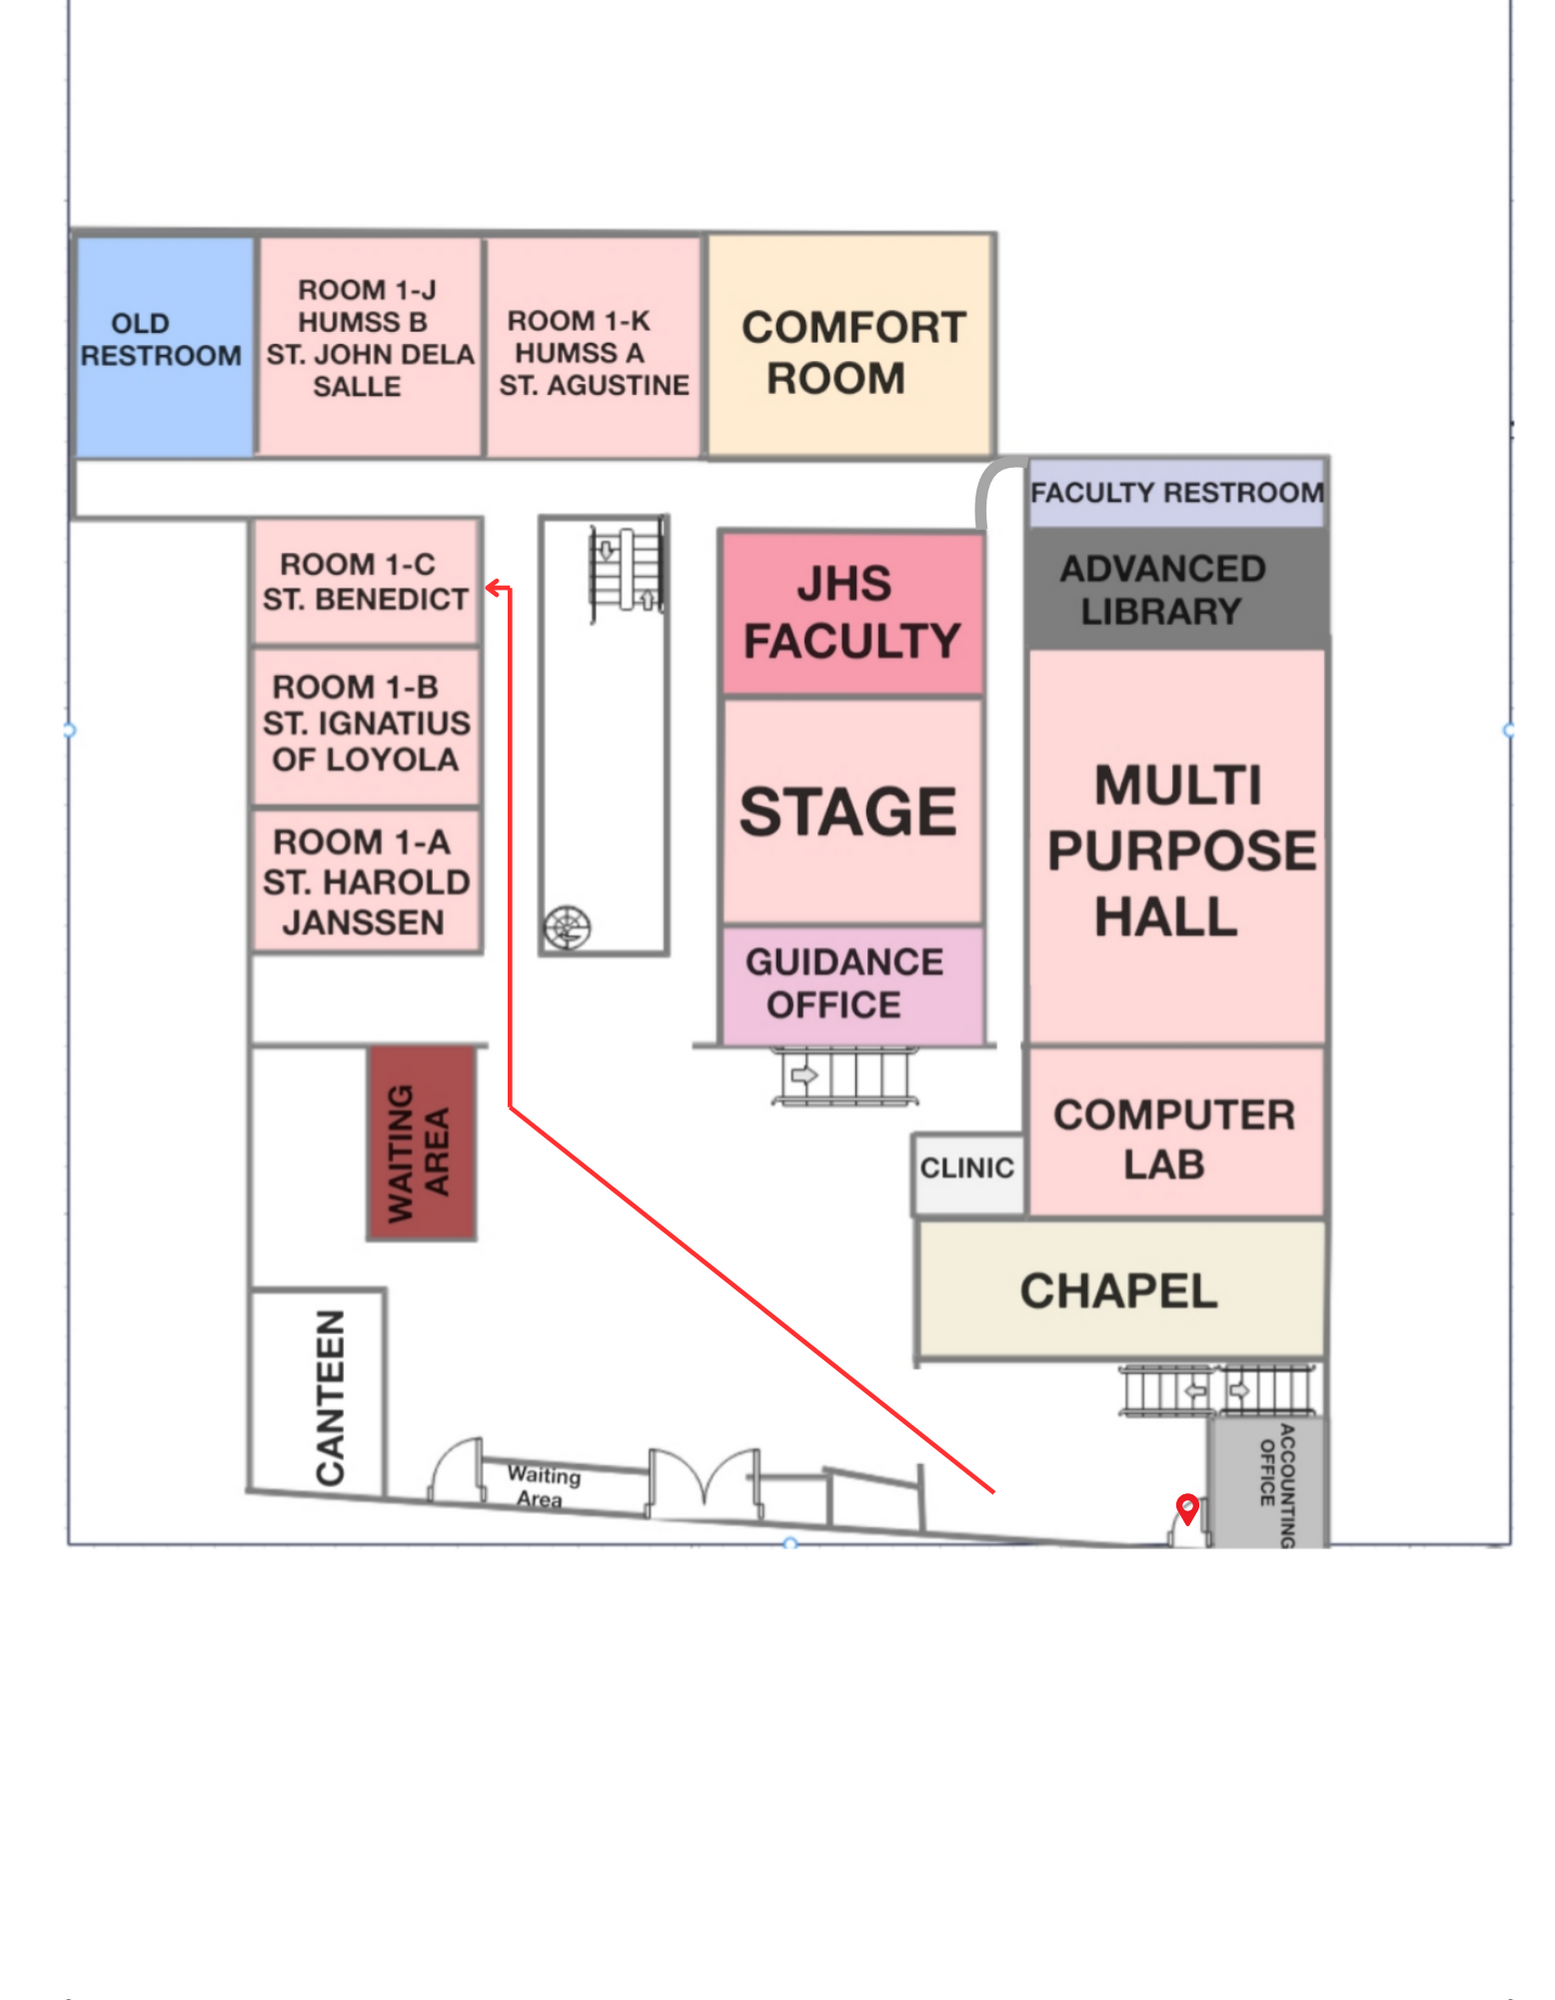 OLD
RESTROOM
ROOM 1-J
HUMSS B
ST. JOHN DELA
SALLE
ROOM 1-K
HUMSS A
ST. AGUSTINE
COMFORT
ROOM
FACULTY RESTROOM
ADVANCED
LIBRARY
ROOM 1-C
ST. BENEDICT
JHS
FACULTY
ROOM 1-B
ST. IGNATIUS
OF LOYOLA
STAGE
MULTI
PURPOSE
HALL
ROOM 1-A
ST. HAROLD
JANSSEN
GUIDANCE
OFFICE
WAITING
AREA
COMPUTER
LAB
CLINIC
CHAPEL
CANTEEN
Waiting
Area
ACCOUNTING
OFFICE